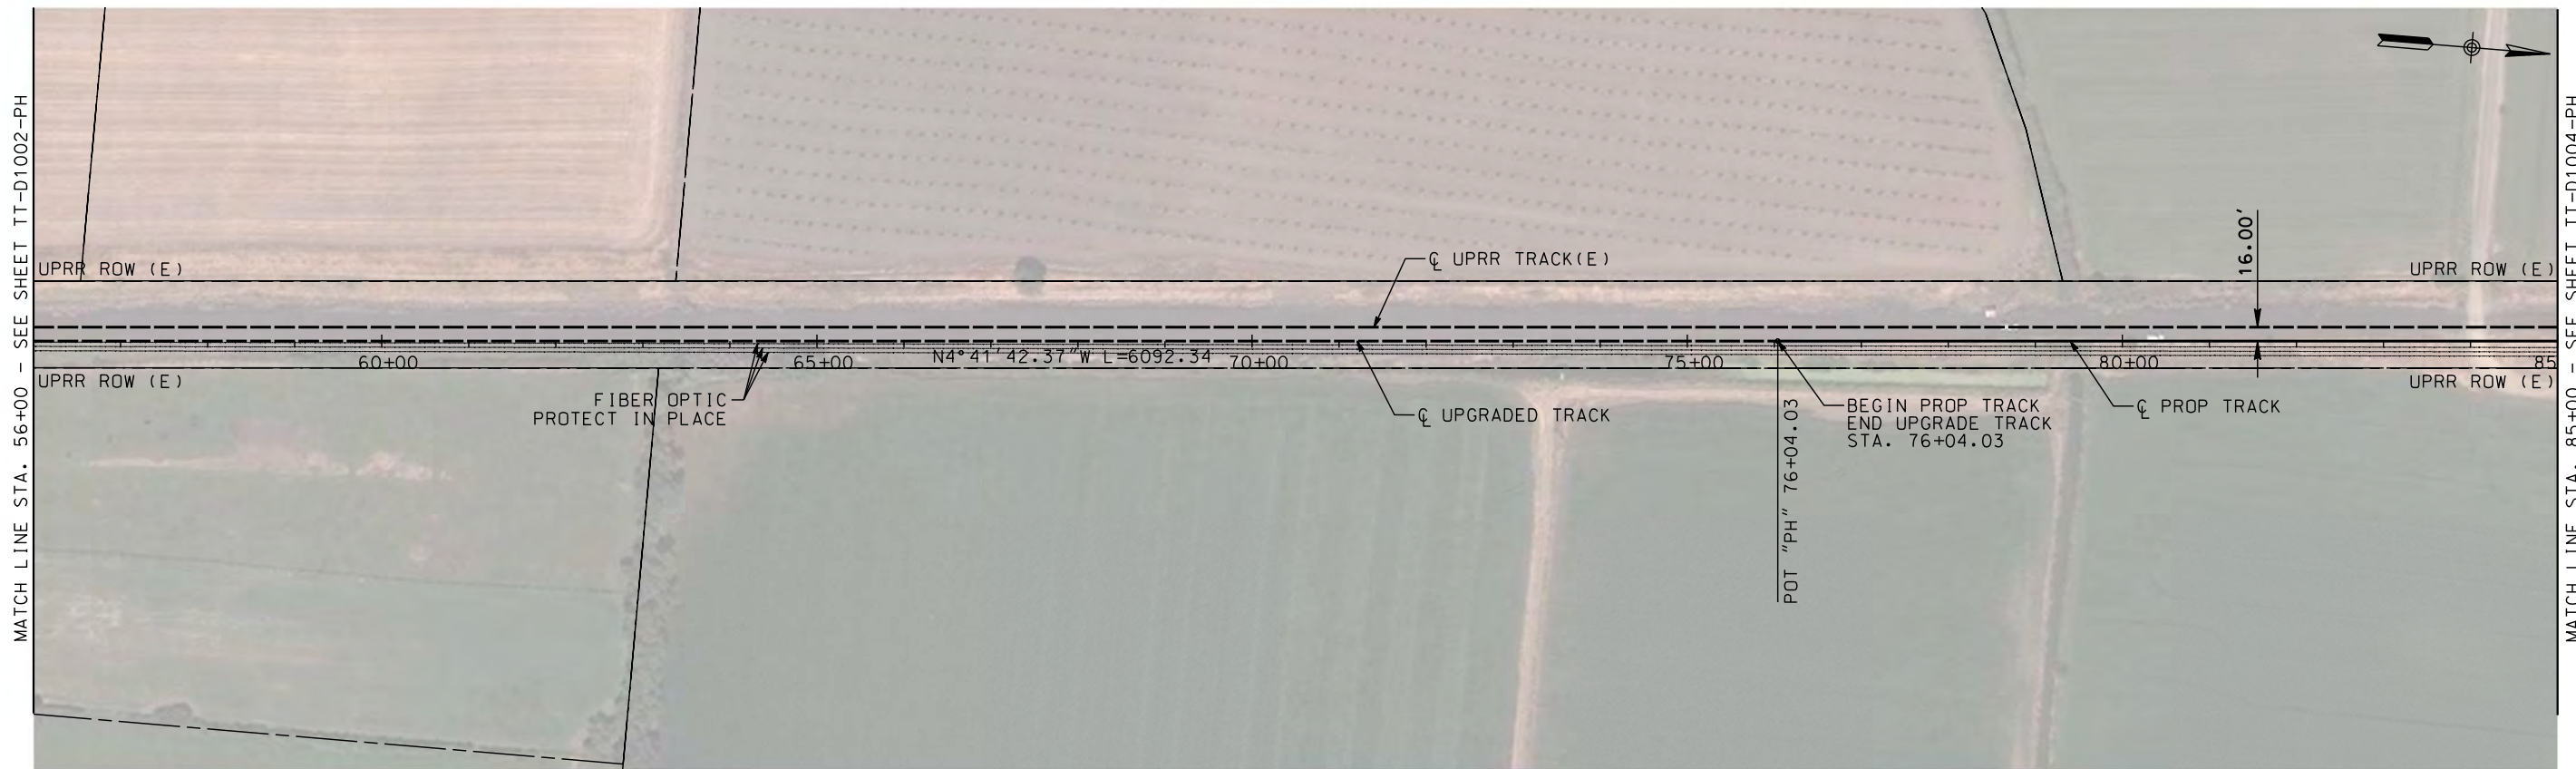 MATCH LINE STA. 56+00 - SEE SHEET TT-D1002-PH
UPRR ROW (E)
UPRR ROW (E)
℄ UPRR TRACK(E)
16.00'
UPRR ROW (E)
60+00
65+00
N4°41'42.37"W L=6092.34
70+00
75+00
80+00
85
UPRR ROW (E)
FIBER OPTIC
PROTECT IN PLACE
℄ UPGRADED TRACK
POT "PH" 76+04.03
BEGIN PROP TRACK
END UPGRADE TRACK
STA. 76+04.03
℄ PROP TRACK
MATCH LINE STA. 85+00 - SEE SHEET TT-D1004-PH